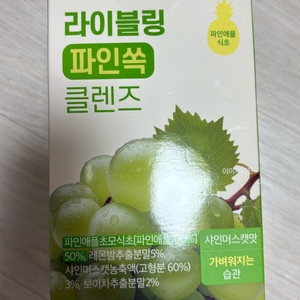 라이블링
파인애플
식초
파인쏙
클렌즈
파인애플초모식초[파인애플100%]
50%, 레몬밤추출분말5%,
샤인머스캣농축액(고형분 60%)
3%, 보이차추출분말2%
샤인머스캣맛
가벼워지는
습관